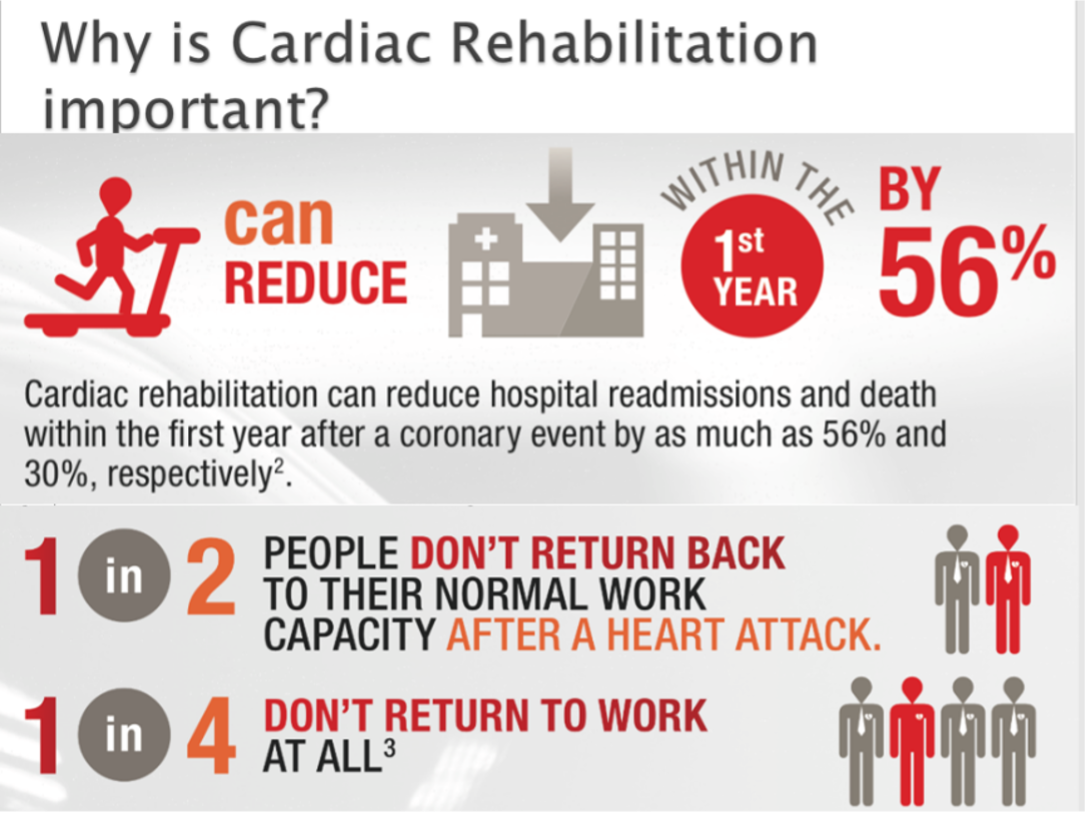 Why is Cardiac Rehabilitation
important?
can
REDUCE
WITHIN THE
1st
YEAR
BY
56%
Cardiac rehabilitation can reduce hospital readmissions and death
within the first year after a coronary event by as much as 56% and
30%, respectively².
1 in 2
PEOPLE DON'T RETURN BACK
TO THEIR NORMAL WORK
CAPACITY AFTER A HEART ATTACK.
1 in 4
DON'T RETURN TO WORK
AT ALL³